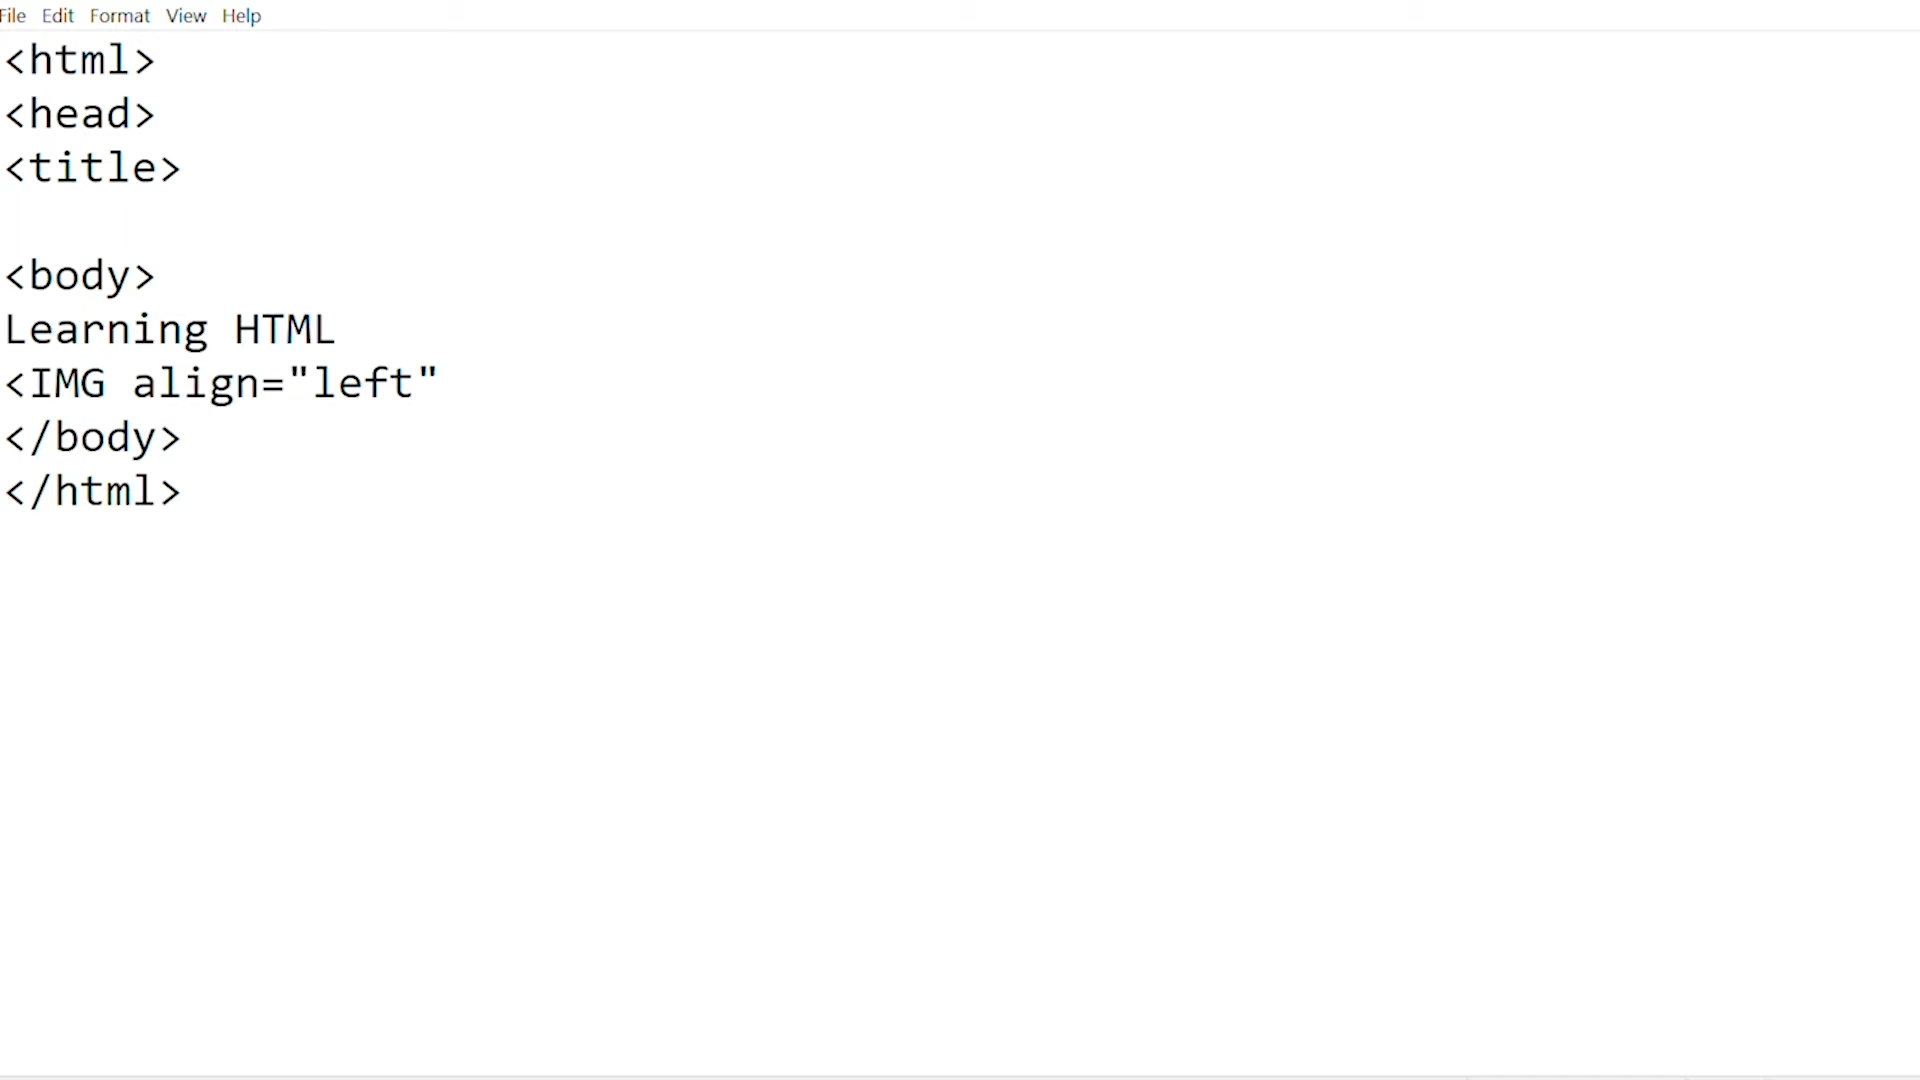 File Edit Format View Help
<html>
<head>
<title>
<body>
Learning HTML
<IMG align="left"
</body>
</html>